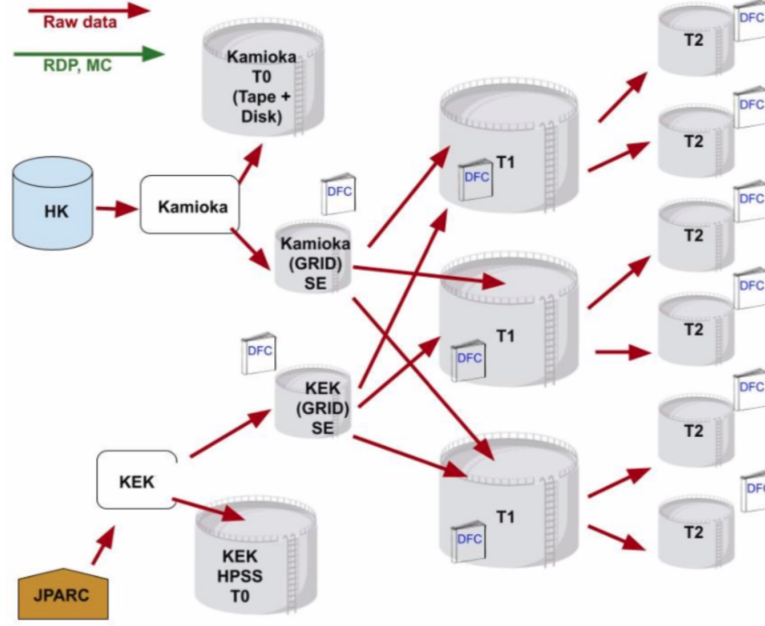 Raw data
RDP, MC
Kamioka
T0
(Tape +
Disk)
HK
Kamioka
DFC
Kamioka
(GRID)
SE
DFC
KEK
(GRID)
SE
KEK
KEK
HPSS
T0
JPARC
T1
DFC
T1
DFC
T1
DFC
T2
DFC
T2
DFC
T2
DFC
T2
DFC
T2
DFC
T2
DFC